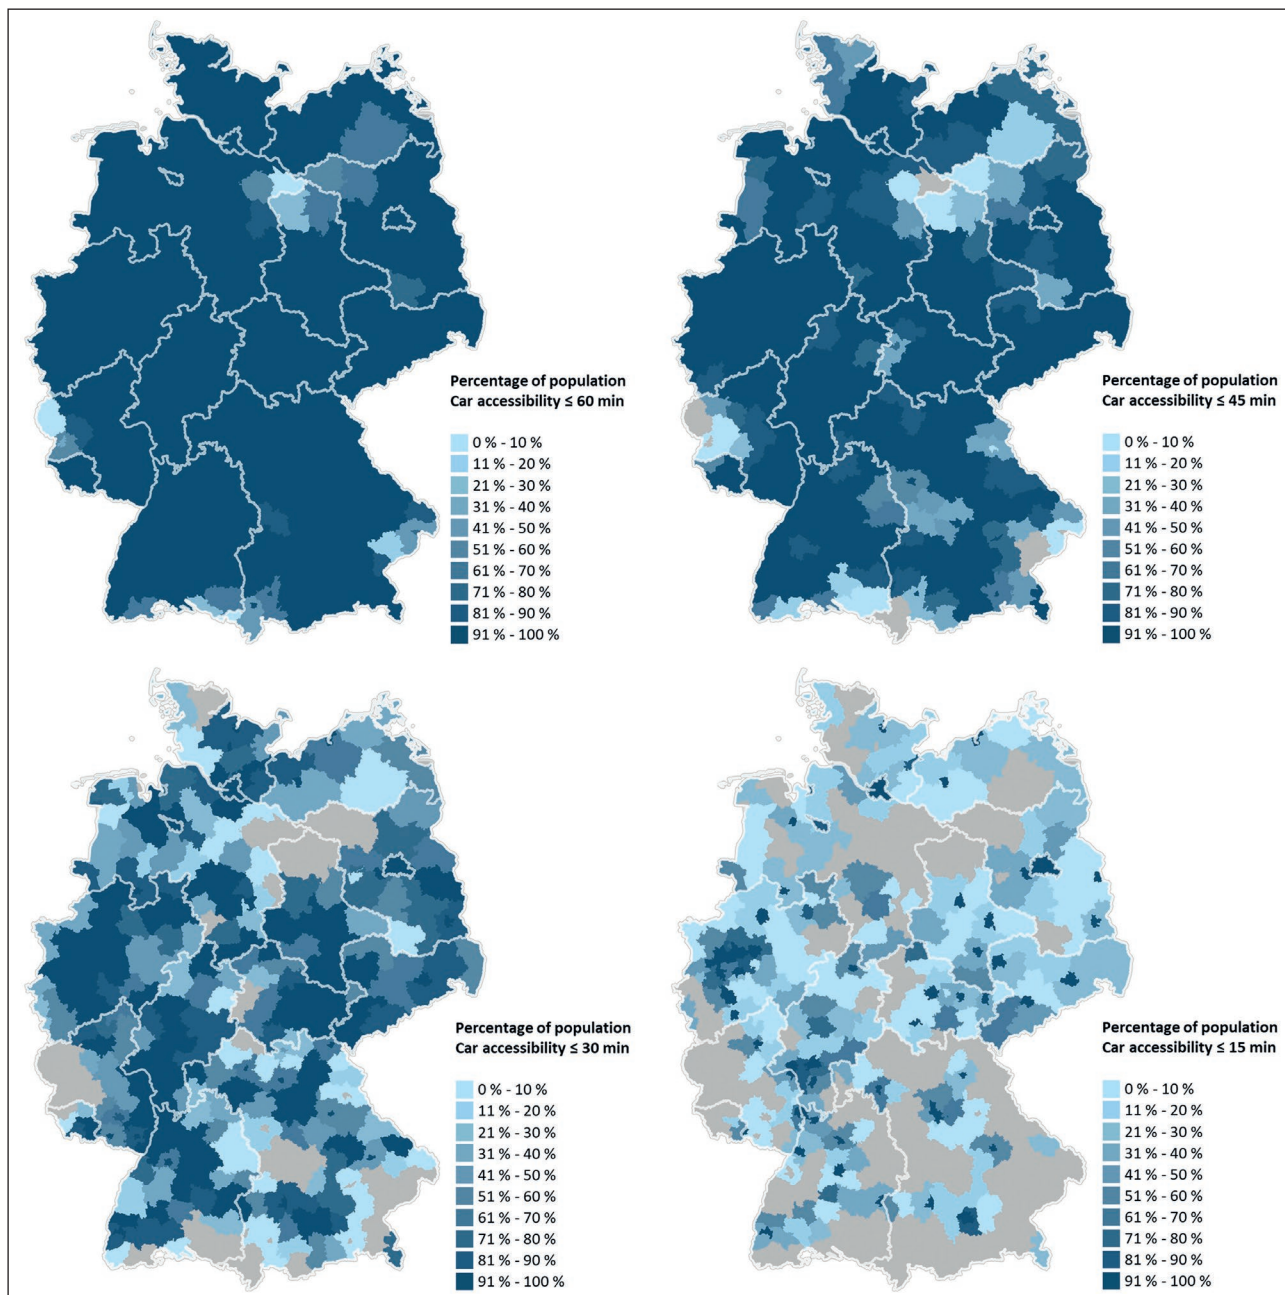 Percentage of population
Car accessibility ≤ 60 min
0 % - 10 %
11 % - 20 %
21 % - 30 %
31 % - 40 %
41 % - 50 %
51 % - 60 %
61 % - 70 %
71 % - 80 %
81 % - 90 %
91 % - 100 %
Percentage of population
Car accessibility ≤ 45 min
0 % - 10 %
11 % - 20 %
21 % - 30 %
31 % - 40 %
41 % - 50 %
51 % - 60 %
61 % - 70 %
71 % - 80 %
81 % - 90 %
91 % - 100 %
Percentage of population
Car accessibility ≤ 30 min
0 % - 10 %
11 % - 20 %
21 % - 30 %
31 % - 40 %
41 % - 50 %
51 % - 60 %
61 % - 70 %
71 % - 80 %
81 % - 90 %
91 % - 100 %
Percentage of population
Car accessibility ≤ 15 min
0 % - 10 %
11 % - 20 %
21 % - 30 %
31 % - 40 %
41 % - 50 %
51 % - 60 %
61 % - 70 %
71 % - 80 %
81 % - 90 %
91 % - 100 %